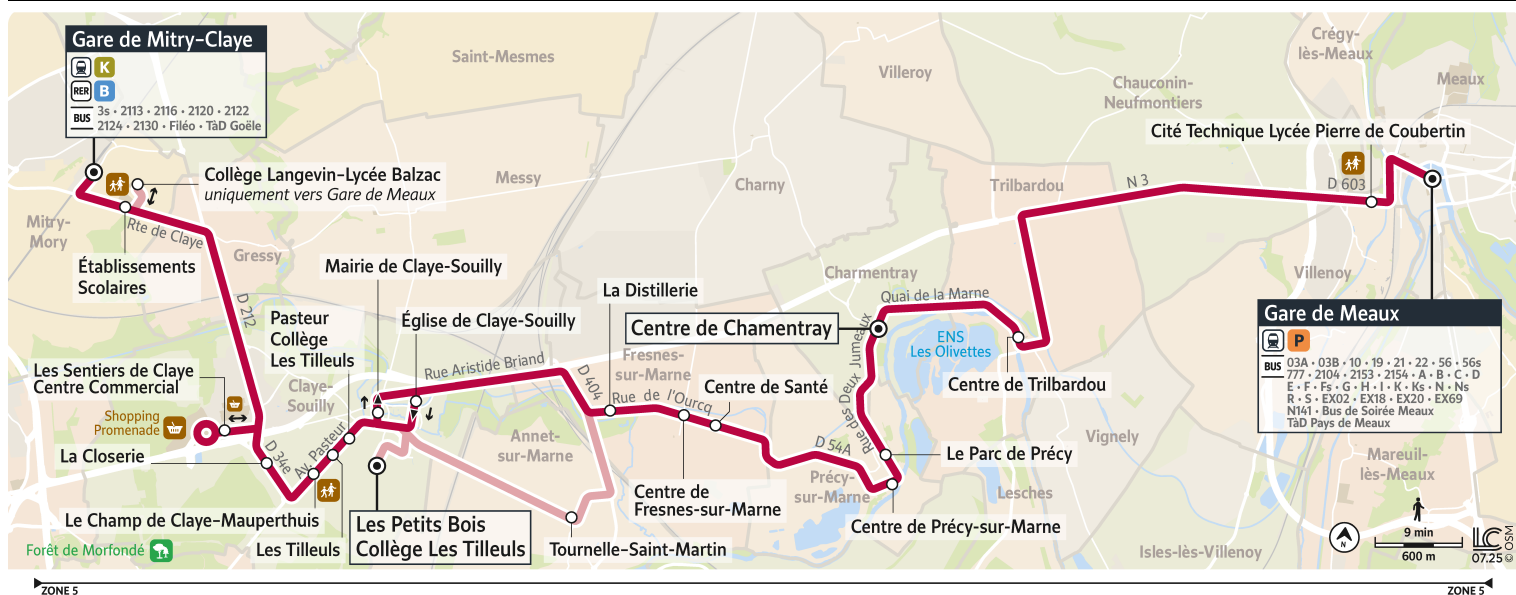 Gare de Mitry–Claye
K
RER B
BUS
3s • 2113 • 2116 • 2120 • 2122
2124 • 2130 • Filéo • TàD Goële
Saint-Mesmes
Villeroy
Crégy-
lès-Meaux
Meaux
Chauconin-
Neufmontiers
Cité Technique Lycée Pierre de Coubertin
Collège Langevin–Lycée Balzac
uniquement vers Gare de Meaux
Messy
Charny
Trilbardou
N 3
D 603
Mitry-
Mory
Rte de Claye
Gressy
Établissements
Scolaires
Mairie de Claye-Souilly
Charmentray
Villenoy
D 212
La Distillerie
Quai de la Marne
Pasteur
Collège
Les Tilleuls
Église de Claye-Souilly
Centre de Chamentray
Gare de Meaux
P
BUS
03A • 03B • 10 • 19 • 21 • 22 • 56 • 56s
777 • 2104 • 2153 • 2154 • A • B • C • D
E • F • Fs • G • H • I • K • Ks • N • Ns
R • S • EX02 • EX18 • EX20 • EX69
N141 • Bus de Soirée Meaux
TàD Pays de Meaux
ENS
Les Olivettes
Les Sentiers de Claye
Centre Commercial
Claye-
Souilly
Rue Aristide Briand
D 404
Fresnes-
sur-Marne
Rue de l'Ourcq
Centre de Santé
Rue des Deux Jumeaux
Centre de Trilbardou
Shopping
Promenade
La Closerie
D 34e
Av. Pasteur
Annet-
sur-Marne
D 54A
Vignely
Le Parc de Précy
Mareuil-
lès-Meaux
Précy-
sur-Marne
Lesches
Centre de
Fresnes-sur-Marne
Le Champ de Claye–Mauperthuis
Les Petits Bois
Collège Les Tilleuls
Centre de Précy-sur-Marne
Forêt de Morfondé
Les Tilleuls
Tournelle–Saint-Martin
Isles-lès-Villenoy
N
9 min
600 m
LC
07.25
© OSM
ZONE 5
ZONE 5